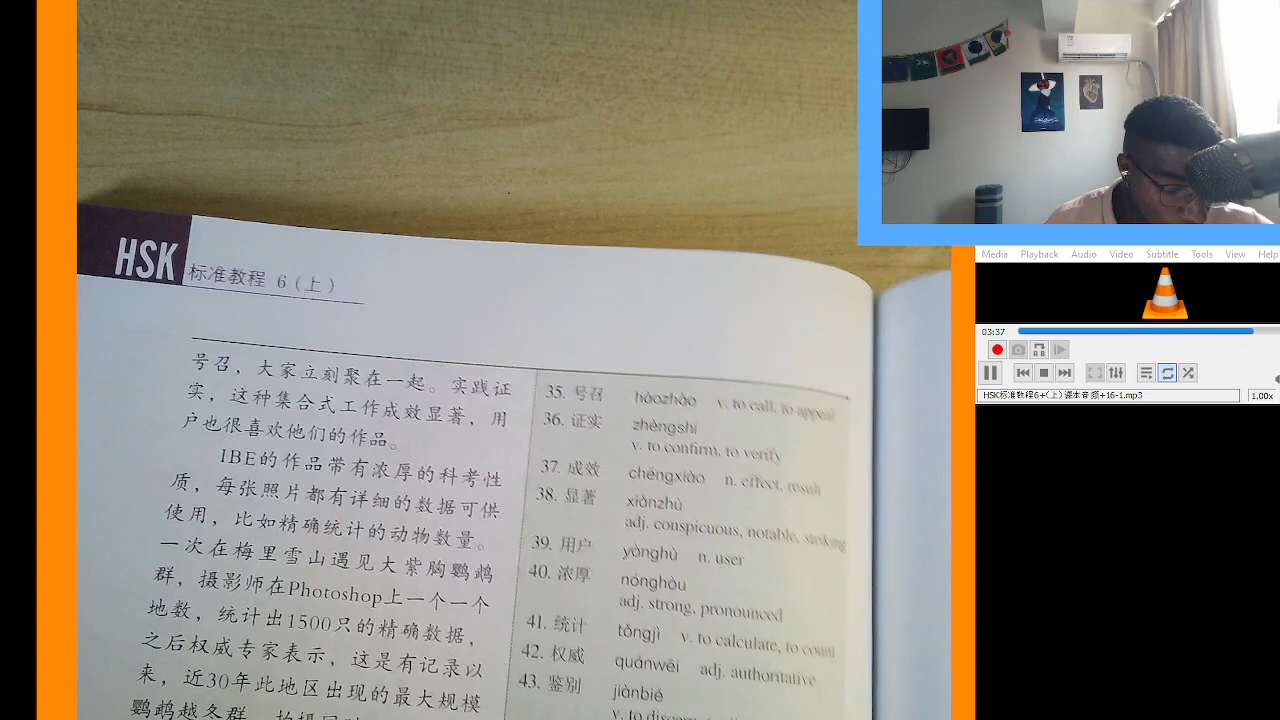 HSK 标准教程 6(上)
号召，大家立刻聚在一起。实践证
实，这种集合式工作成效显著，用
户也很喜欢他们的作品。
IBE的作品带有浓厚的科考性
质，每张照片都有详细的数据可供
使用，比如精确统计的动物数量。
一次在梅里雪山遇见大紫胸鹦鹉
群，摄影师在Photoshop上一个一个
地数，统计出1500只的精确数据，
之后权威专家表示，这是有记录以
来，近30年此地区出现的最大规模
鹦鹉越冬群
35. 号召 hàozhào v. to call, to appeal
36. 证实 zhèngshí
v. to confirm, to verify
37. 成效 chéngxiào n. effect, result
38. 显著 xiǎnzhù
adj. conspicuous, notable, striking
39. 用户 yònghù n. user
40. 浓厚 nónghòu
adj. strong, pronounced
41. 统计 tǒngjì v. to calculate, to count
42. 权威 quánwēi adj. authoritative
43. 鉴别 jiànbié
Media Playback Audio Video Subtitle Tools View Help
03:37
HSK标准教程6+(上)课本音频+16-1.mp3
1.00x